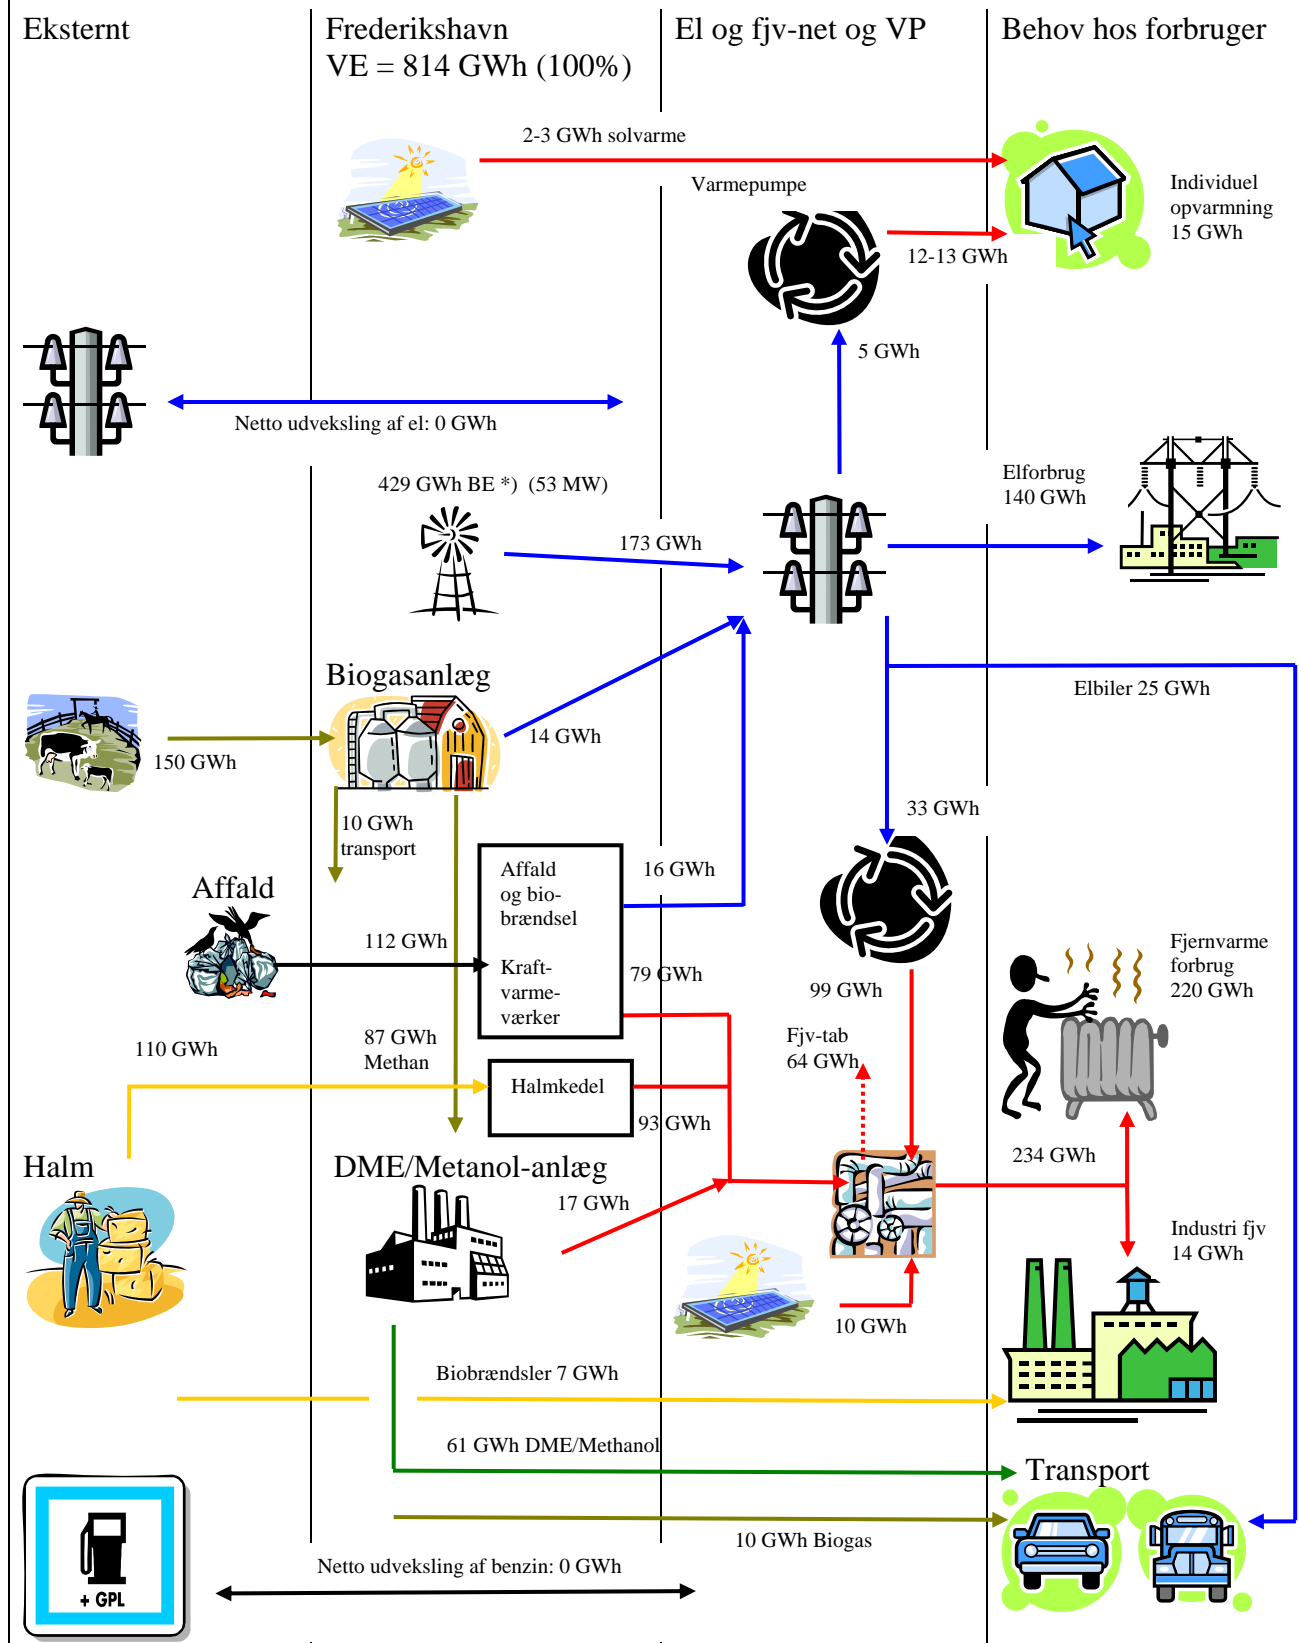 Eksternt
Frederikshavn
VE = 814 GWh (100%)
El og fjv-net og VP
Behov hos forbruger
2-3 GWh solvarme
Varmepumpe
Individuel
opvarmning
15 GWh
12-13 GWh
5 GWh
Netto udveksling af el: 0 GWh
429 GWh BE *)  (53 MW)
Elforbrug
140 GWh
173 GWh
Biogasanlæg
Elbiler 25 GWh
14 GWh
150 GWh
33 GWh
10 GWh
transport
Affald
og bio-
brændsel
Kraft-
varme-
værker
16 GWh
Affald
112 GWh
79 GWh
99 GWh
Fjernvarme
forbrug
220 GWh
87 GWh
Methan
110 GWh
Fjv-tab
64 GWh
Halmkedel
93 GWh
234 GWh
Halm
DME/Metanol-anlæg
17 GWh
Industri fjv
14 GWh
10 GWh
Biobrændsler 7 GWh
61 GWh DME/Methanol
Transport
10 GWh Biogas
Netto udveksling af benzin: 0 GWh
+ GPL